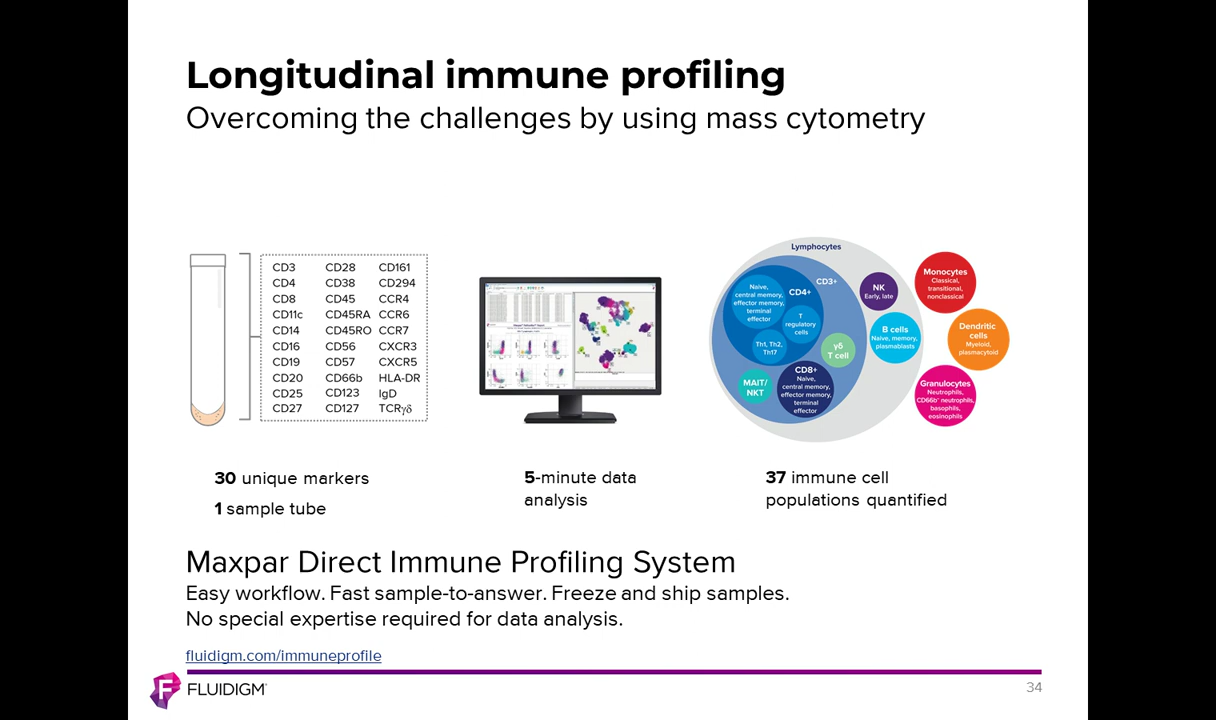 Longitudinal immune profiling
Overcoming the challenges by using mass cytometry
CD3 CD28 CD161
CD4 CD38 CD294
CD8 CD45 CCR4
CD11c CD45RA CCR6
CD14 CD45RO CCR7
CD16 CD56 CXCR3
CD19 CD57 CXCR5
CD20 CD66b HLA-DR
CD25 CD123 IgD
CD27 CD127 TCRγδ
Lymphocytes
CD3+
CD4+
Naive,
central memory,
effector memory,
terminal
effector
T
regulatory
cells
Th1, Th2,
Th17
γδ
T cell
MAIT/
NKT
CD8+
Naive,
central memory,
effector memory,
terminal
effector
NK
Early, late
B cells
Naive, memory,
plasmoblasts
Monocytes
Classical,
transitional,
nonclassical
Dendritic
cells
Myeloid,
plasmacytoid
Granulocytes
Neutrophils,
CD66b⁻ neutrophils,
basophils,
eosinophils
30 unique markers
1 sample tube
5-minute data
analysis
37 immune cell
populations quantified
Maxpar Direct Immune Profiling System
Easy workflow. Fast sample-to-answer. Freeze and ship samples.
No special expertise required for data analysis.
fluidigm.com/immuneprofile
FLUIDIGM
34